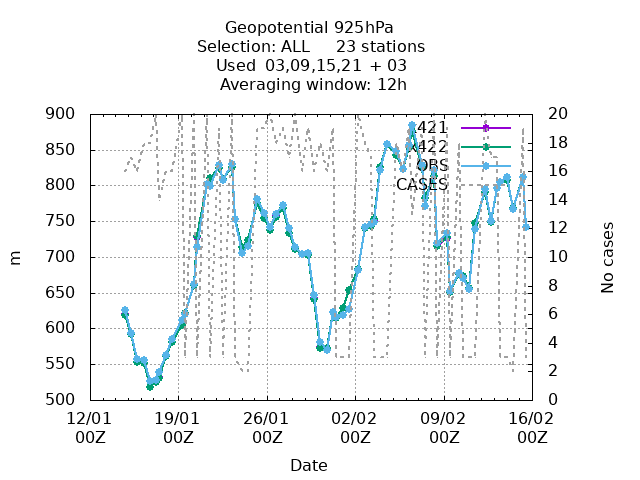 Geopotential 925hPa
Selection: ALL 23 stations
Used 03,09,15,21 + 03
Averaging window: 12h
900
850
800
750
700
650
600
550
500
m
20
18
16
14
12
10
8
6
4
2
0
No cases
422
OBS
CASES
12/01 19/01 26/01 02/02 09/02 16/02
00Z 00Z 00Z 00Z 00Z 00Z
Date